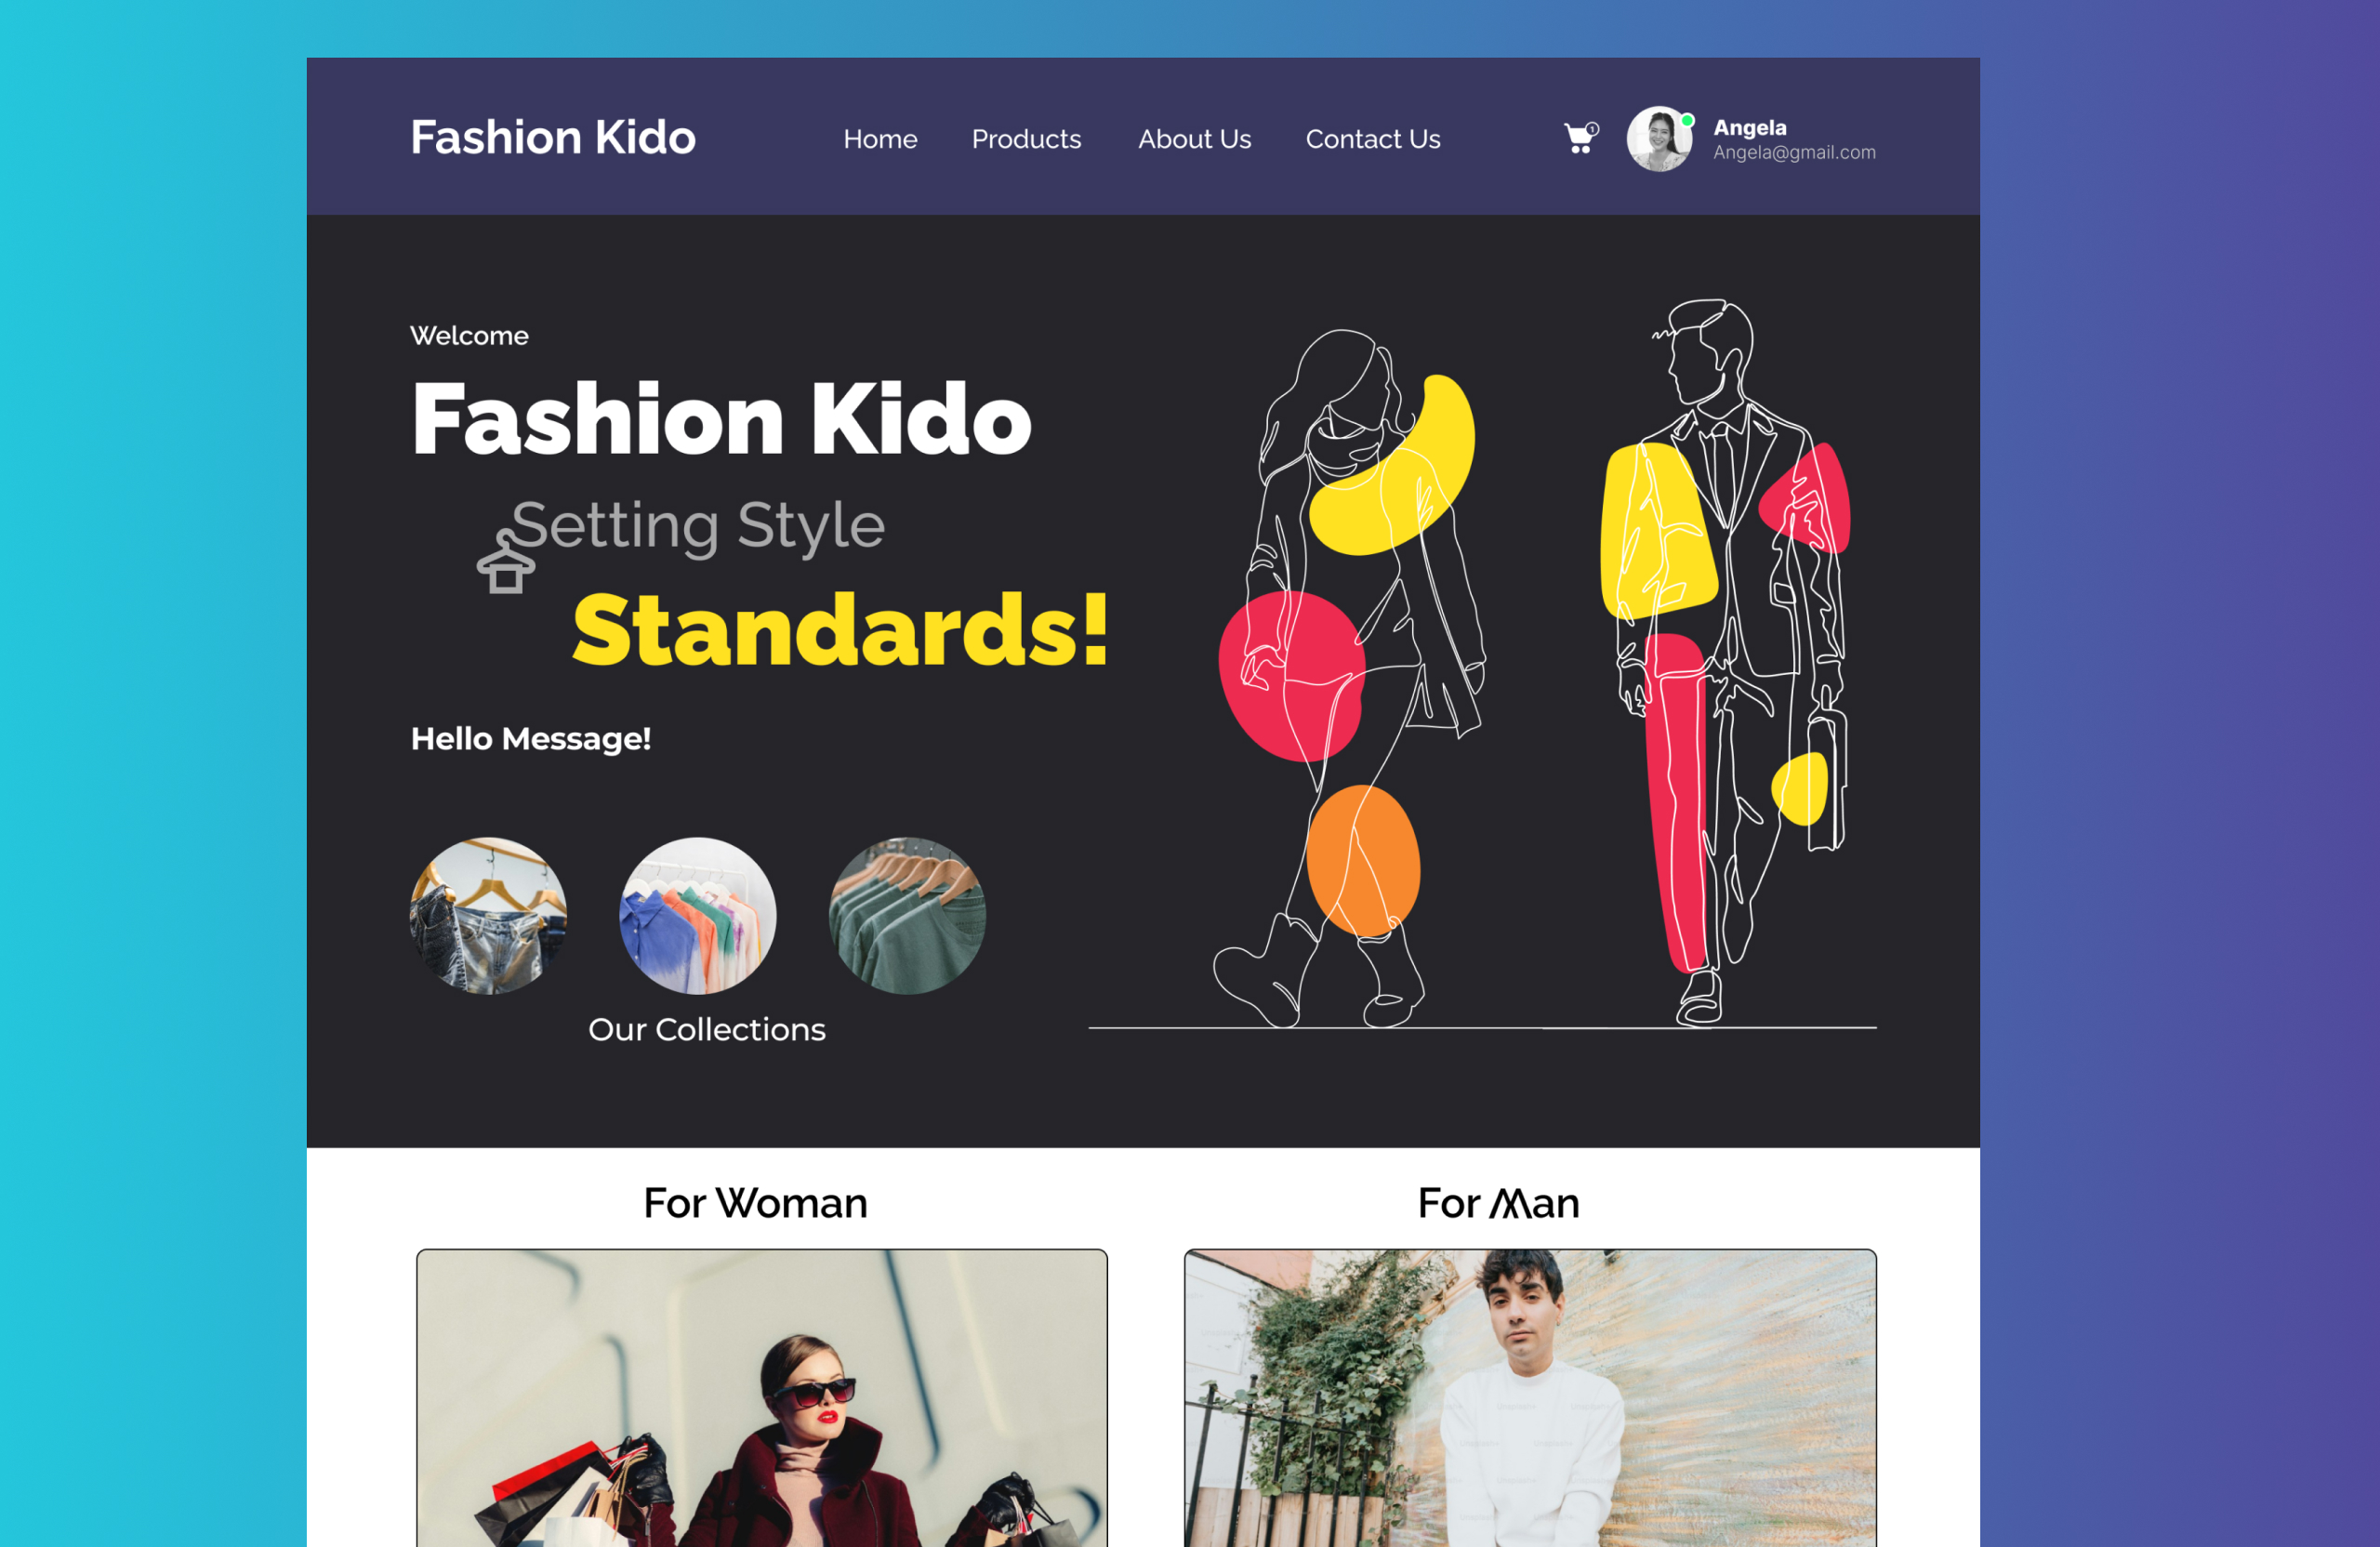 Fashion Kido
Home Products About Us Contact Us
1
Angela
Angela@gmail.com
Welcome
Fashion Kido
Setting Style
Standards!
Hello Message!
Our Collections
For Woman
For Man